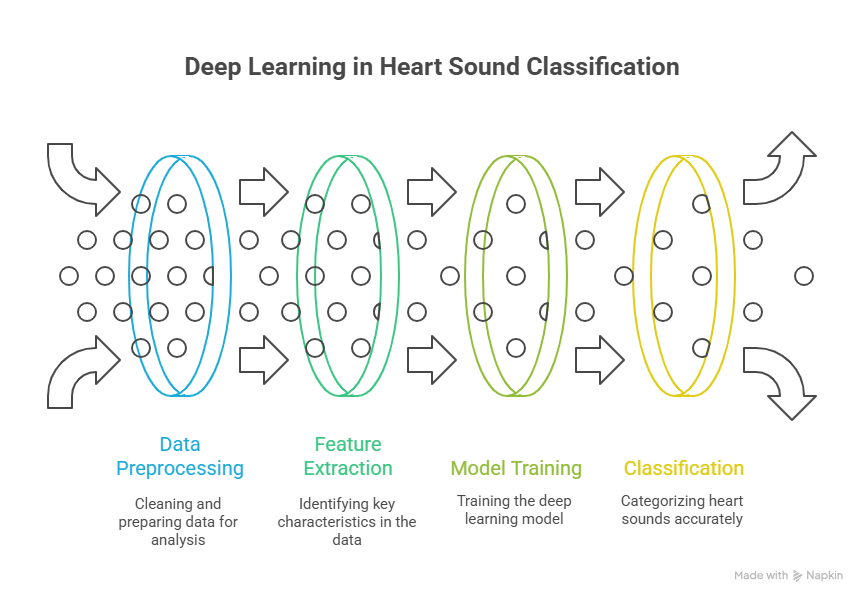 Deep Learning in Heart Sound Classification
Data
Preprocessing
Cleaning and
preparing data for
analysis
Feature
Extraction
Identifying key
characteristics in the
data
Model Training
Training the deep
learning model
Classification
Categorizing heart
sounds accurately
Made with Napkin